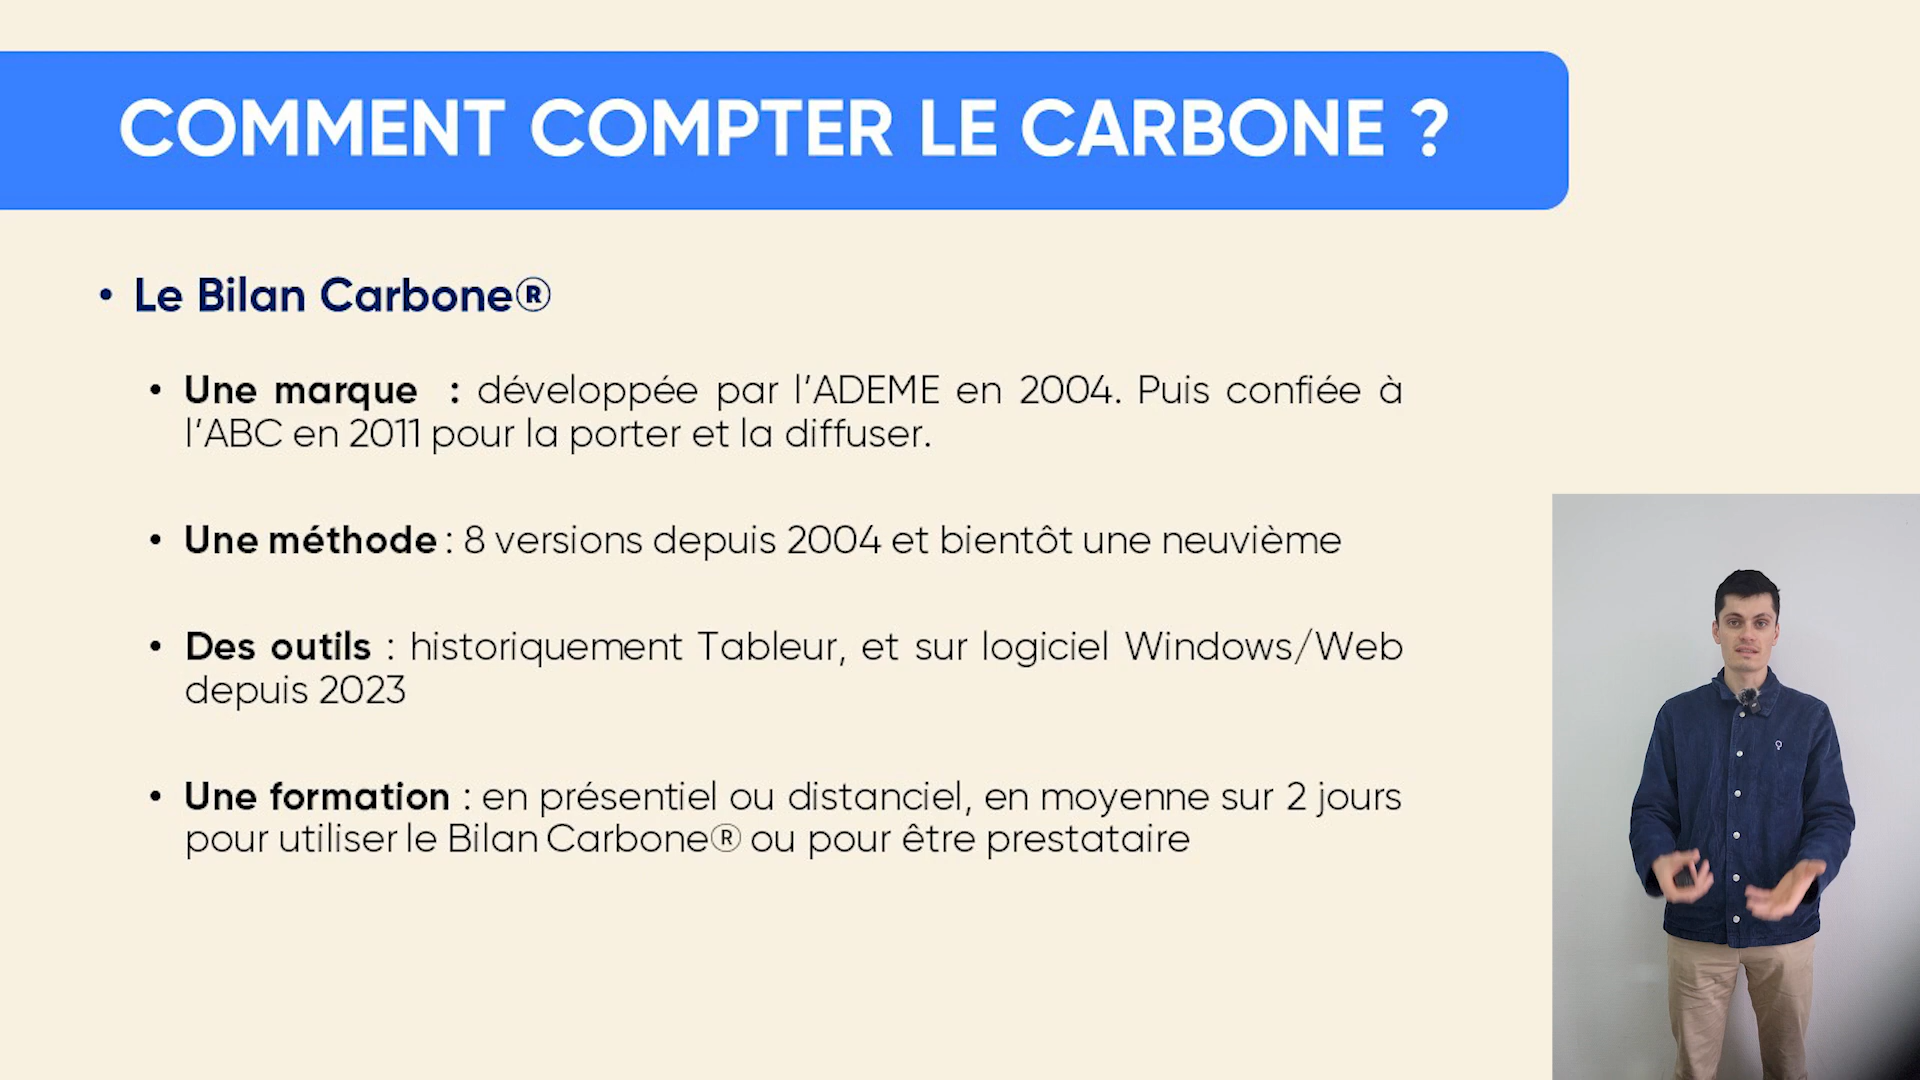 COMMENT COMPTER LE CARBONE ?
• Le Bilan Carbone®
• Une marque : développée par l’ADEME en 2004. Puis confiée à
l’ABC en 2011 pour la porter et la diffuser.
• Une méthode : 8 versions depuis 2004 et bientôt une neuvième
• Des outils : historiquement Tableur, et sur logiciel Windows/Web
depuis 2023
• Une formation : en présentiel ou distanciel, en moyenne sur 2 jours
pour utiliser le Bilan Carbone® ou pour être prestataire